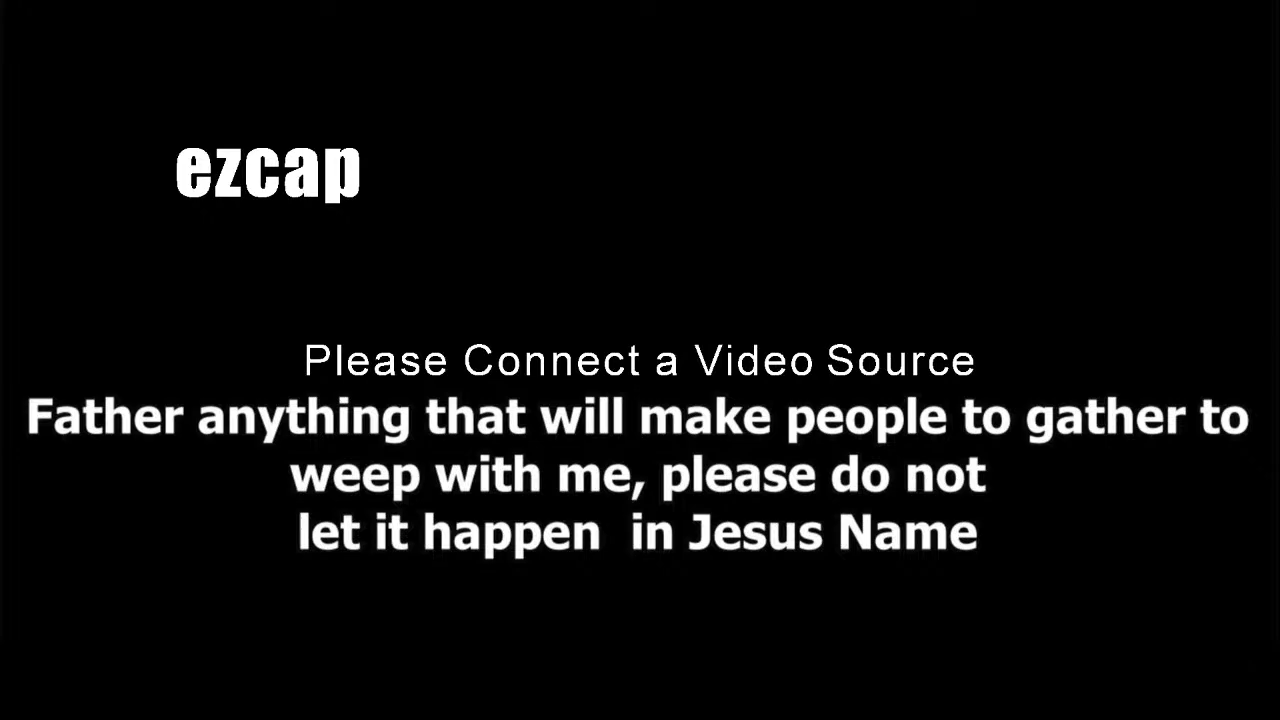 ezcap
Please Connect a Video Source
Father anything that will make people to gather to
weep with me, please do not
let it happen  in Jesus Name